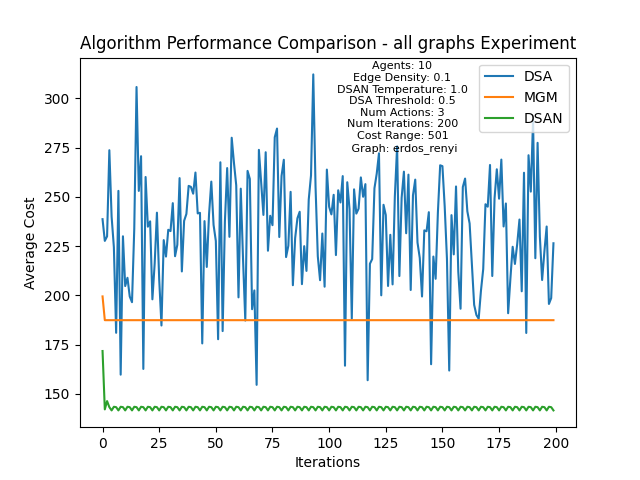 Algorithm Performance Comparison - all graphs Experiment
Agents: 10
Edge Density: 0.1
DSAN Temperature: 1.0
DSA Threshold: 0.5
Num Actions: 3
Num Iterations: 200
Cost Range: 501
Graph: erdos_renyi
DSA
MGM
DSAN
Average Cost
300
275
250
225
200
175
150
0 25 50 75 100 125 150 175 200
Iterations